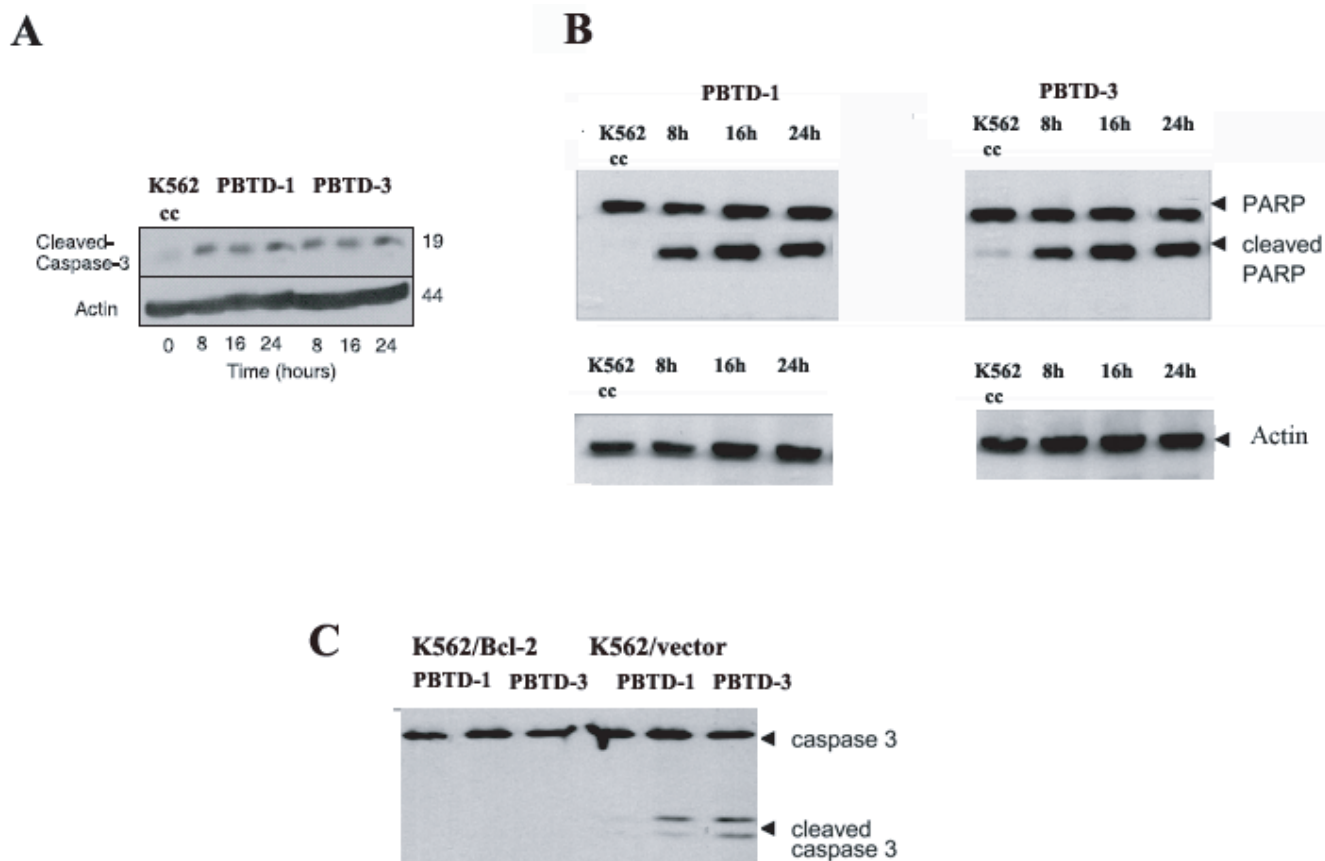 A
K562 PBTD-1 PBTD-3
cc
Cleaved-
Caspase-3
19
Actin
44
0 8 16 24 8 16 24
Time (hours)
B
PBTD-1
K562 8h 16h 24h
cc
PBTD-3
K562 8h 16h 24h
cc
PARP
cleaved
PARP
K562 8h 16h 24h
cc
K562 8h 16h 24h
cc
Actin
C
K562/Bcl-2 K562/vector
PBTD-1 PBTD-3 PBTD-1 PBTD-3
caspase 3
cleaved
caspase 3